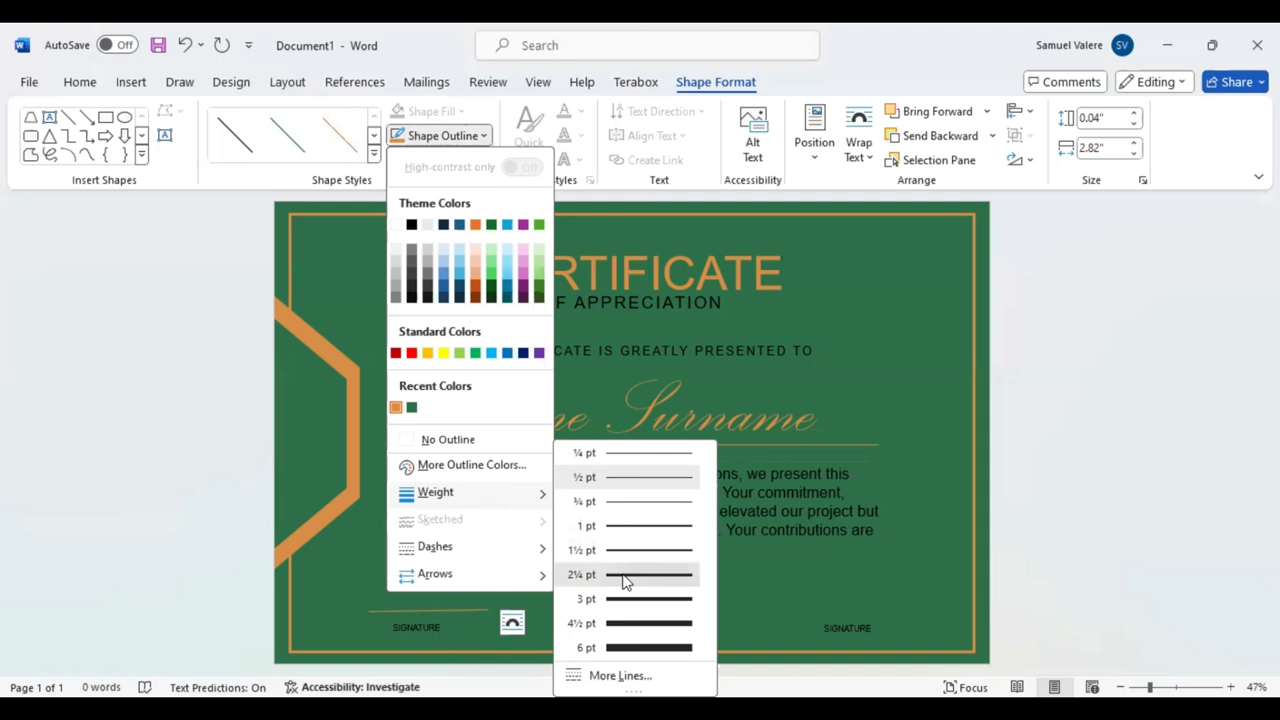 AutoSave Off Document1 - Word Search Samuel Valere SV
File Home Insert Draw Design Layout References Mailings Review View Help Terabox Shape Format Comments Editing Share
Shape Fill
Shape Outline
Quick
Styles
Text Direction
Align Text
Create Link
Alt
Text
Position
Wrap
Text
Bring Forward
Send Backward
Selection Pane
0.04"
2.82"
Insert Shapes Shape Styles Text Accessibility Arrange Size
High-contrast only Off
Theme Colors
Standard Colors
Recent Colors
No Outline
More Outline Colors...
Weight
Sketched
Dashes
Arrows
¼ pt
½ pt
¾ pt
1 pt
1½ pt
2¼ pt
3 pt
4½ pt
6 pt
More Lines...
RTIFICATE
F APPRECIATION
CATE IS GREATLY PRESENTED TO
me Surname
ons, we present this
Your commitment,
elevated our project but
. Your contributions are
SIGNATURE SIGNATURE
Page 1 of 1 0 words Text Predictions: On Accessibility: Investigate Focus 47%